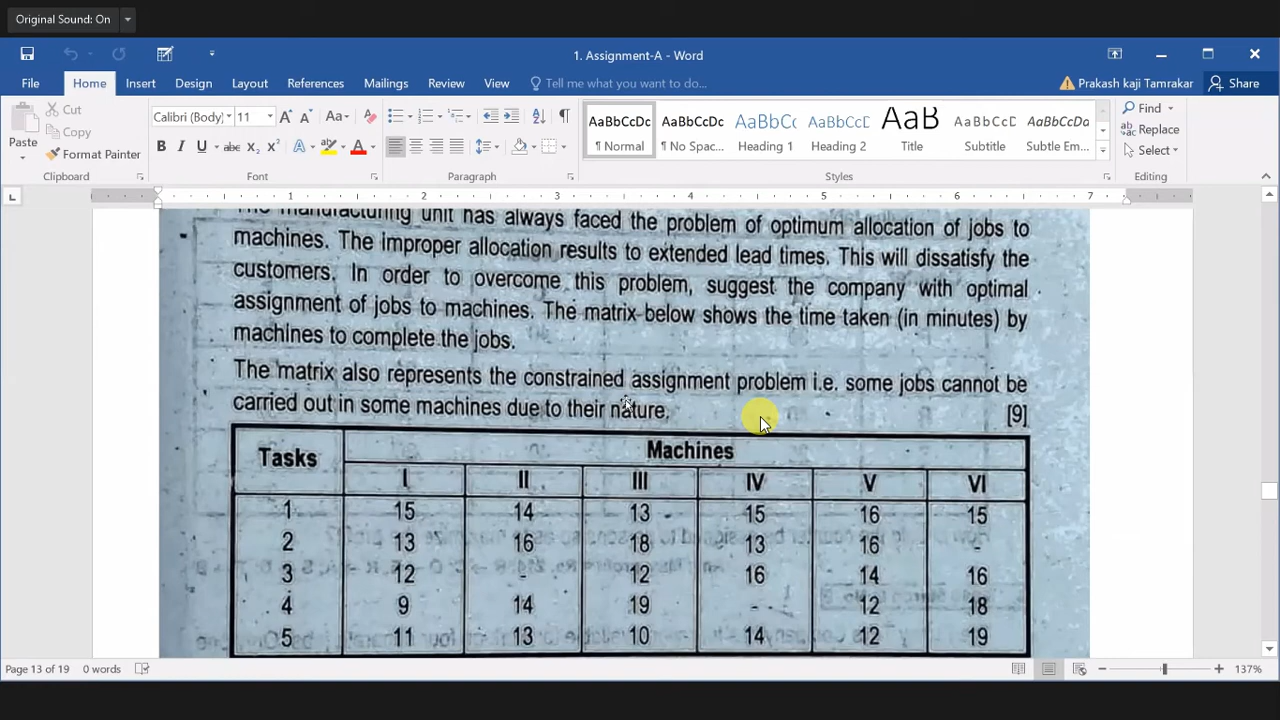 Original Sound: On
1. Assignment-A - Word
File Home Insert Design Layout References Mailings Review View Tell me what you want to do... Prakash kaji Tamrakar Share
Cut
Copy
Paste
Format Painter
Calibri (Body) 11
AaBbCcDc AaBbCcDc AaBbCc AaBbCcD AaB AaBbCcD AaBbCcDa
¶ Normal ¶ No Spac... Heading 1 Heading 2 Title Subtitle Subtle Em...
Find
Replace
Select
Clipboard Font Paragraph Styles Editing
1 2 3 4 5 6 7
The manufacturing unit has always faced the problem of optimum allocation of jobs to
machines. The improper allocation results to extended lead times. This will dissatisfy the
customers. In order to overcome this problem, suggest the company with optimal
assignment of jobs to machines. The matrix below shows the time taken (in minutes) by
machines to complete the jobs.
The matrix also represents the constrained assignment problem i.e. some jobs cannot be
carried out in some machines due to their nature. [9]
Tasks Machines
I II III IV V VI
1 15 14 13 15 16 15
2 13 16 18 13 16 -
3 12 - 12 16 14 16
4 9 14 19 - 12 18
5 11 13 10 14 12 19
Page 13 of 19 0 words 137%